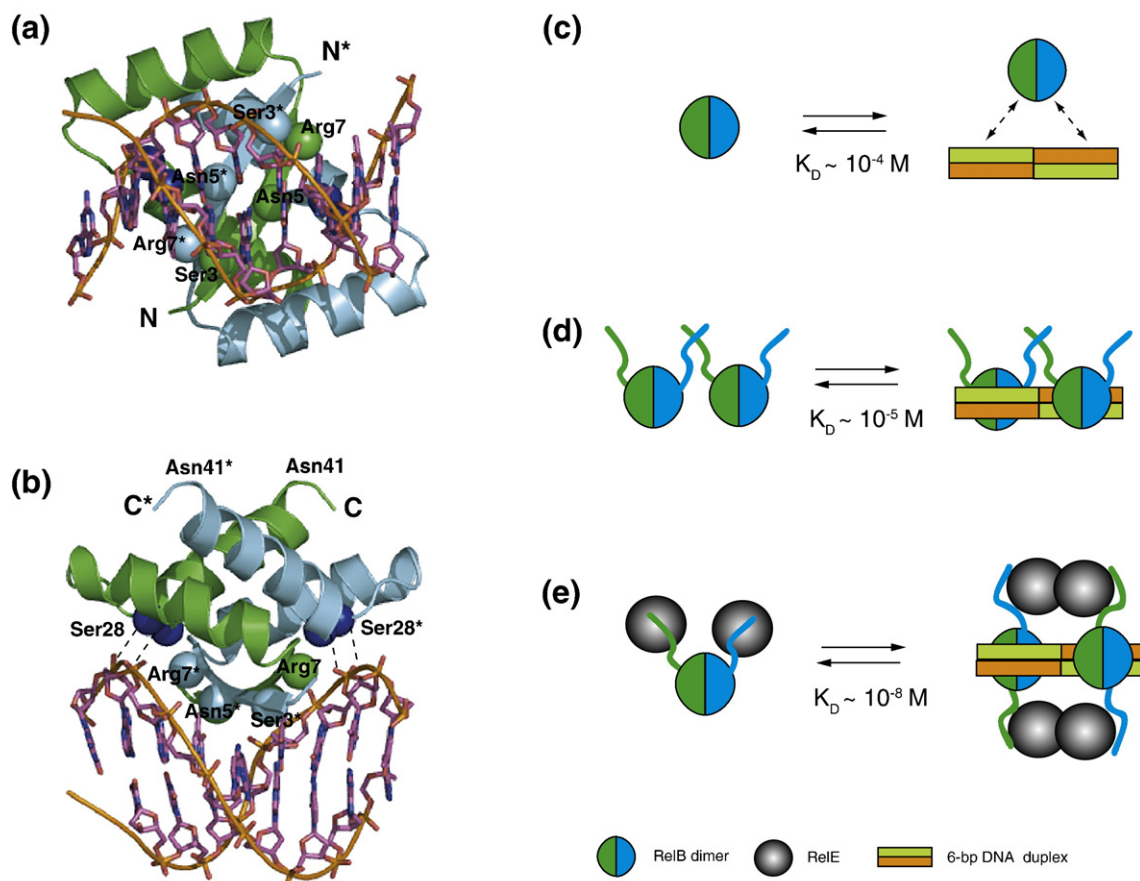 (a)
N*
Ser3*
Arg7
Asn5*
Asn5
Arg7*
Ser3
N
(b)
Asn41*
Asn41
C*
C
Ser28
Ser28*
Arg7*
Arg7
Asn5*
Ser3*
(c)
K_D ~ 10⁻⁴ M
(d)
K_D ~ 10⁻⁵ M
(e)
K_D ~ 10⁻⁸ M
RelB dimer
RelE
6-bp DNA duplex